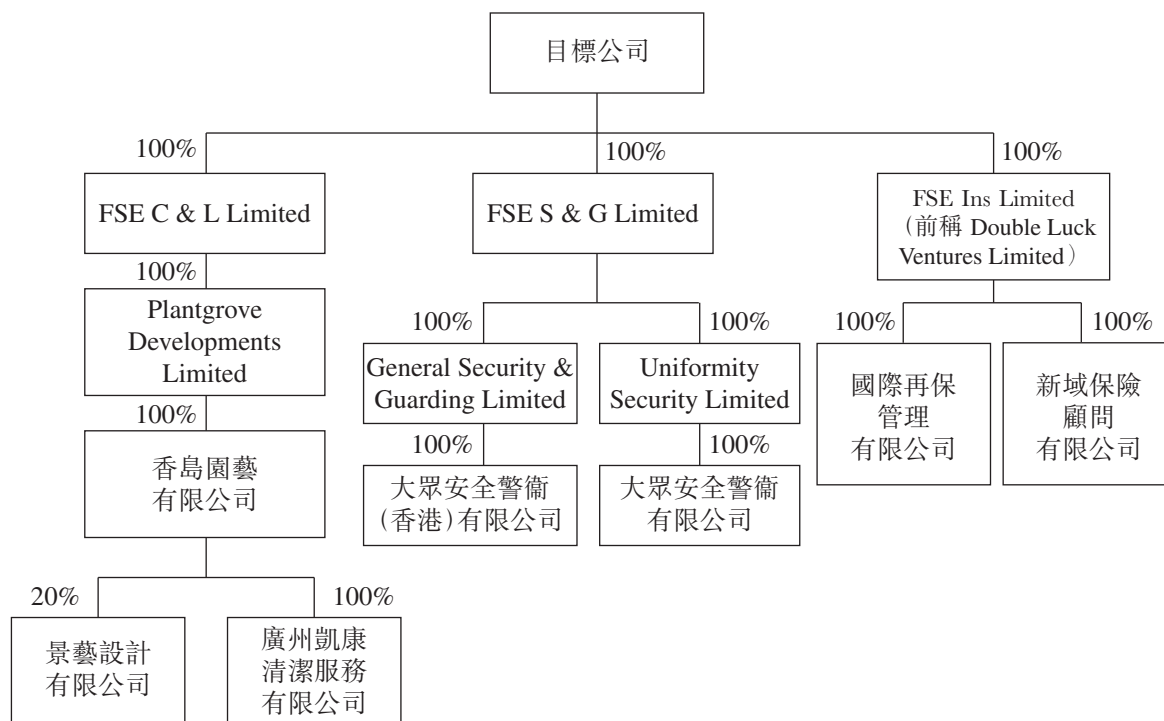 目標公司
100%
100%
100%
FSE C & L Limited
FSE S & G Limited
FSE Ins Limited
（前稱 Double Luck
Ventures Limited）
100%
Plantgrove
Developments
Limited
100%
100%
100%
100%
General Security &
Guarding Limited
Uniformity
Security Limited
國際再保
管理
有限公司
新域保險
顧問
有限公司
100%
100%
100%
香島園藝
有限公司
大眾安全警衞
(香港)有限公司
大眾安全警衞
有限公司
20%
100%
景藝設計
有限公司
廣州凱康
清潔服務
有限公司